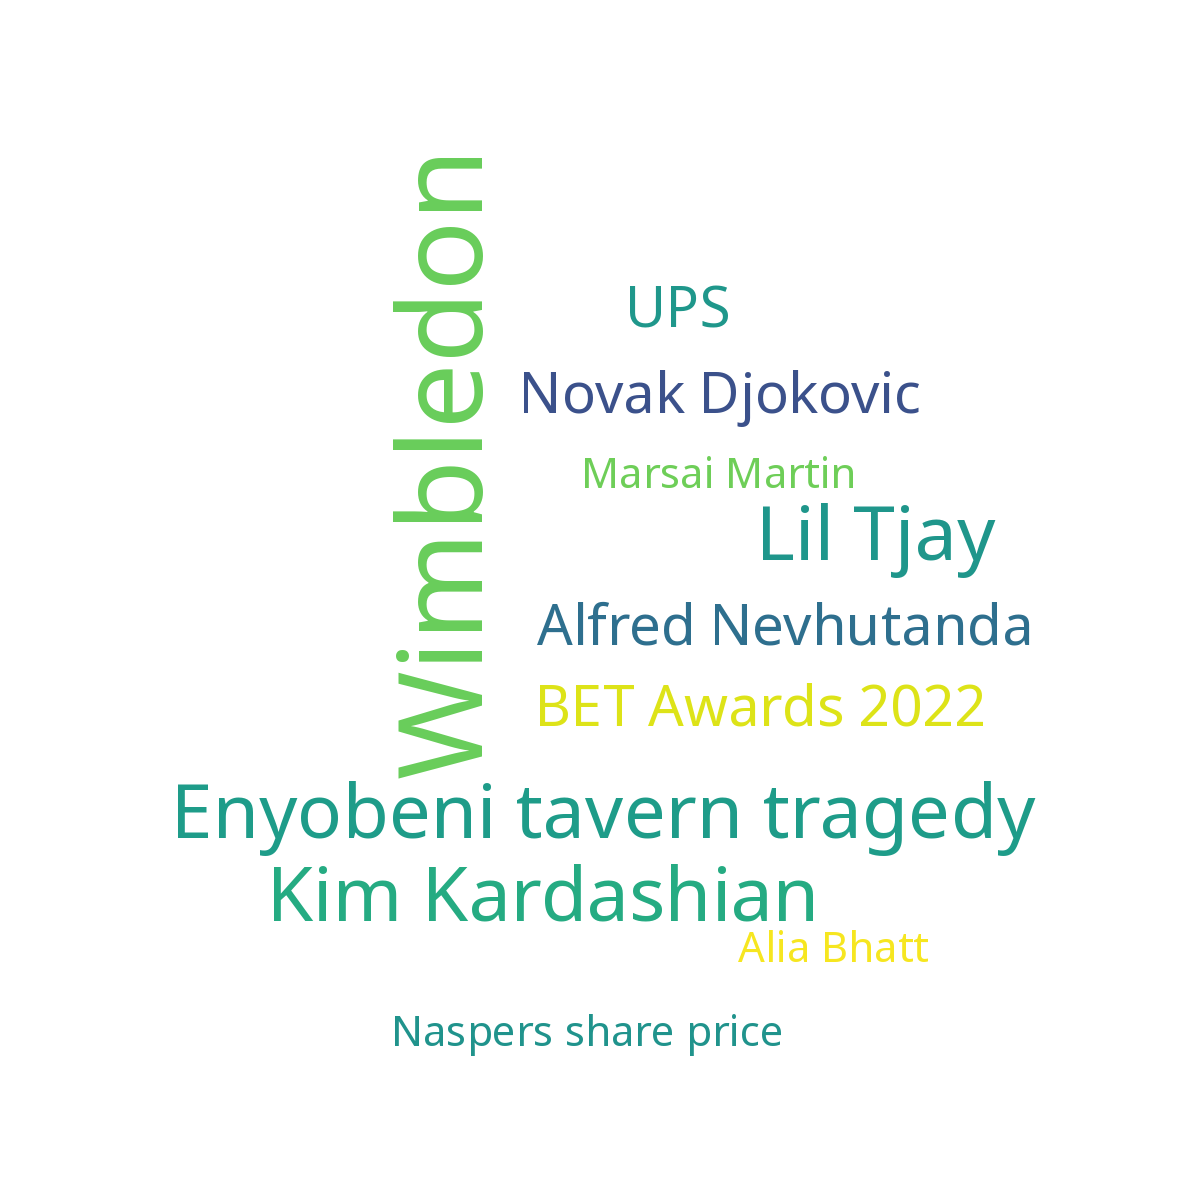 Wimbledon
UPS
Novak Djokovic
Marsai Martin
Lil Tjay
Alfred Nevhutanda
BET Awards 2022
Enyobeni tavern tragedy
Kim Kardashian
Alia Bhatt
Naspers share price